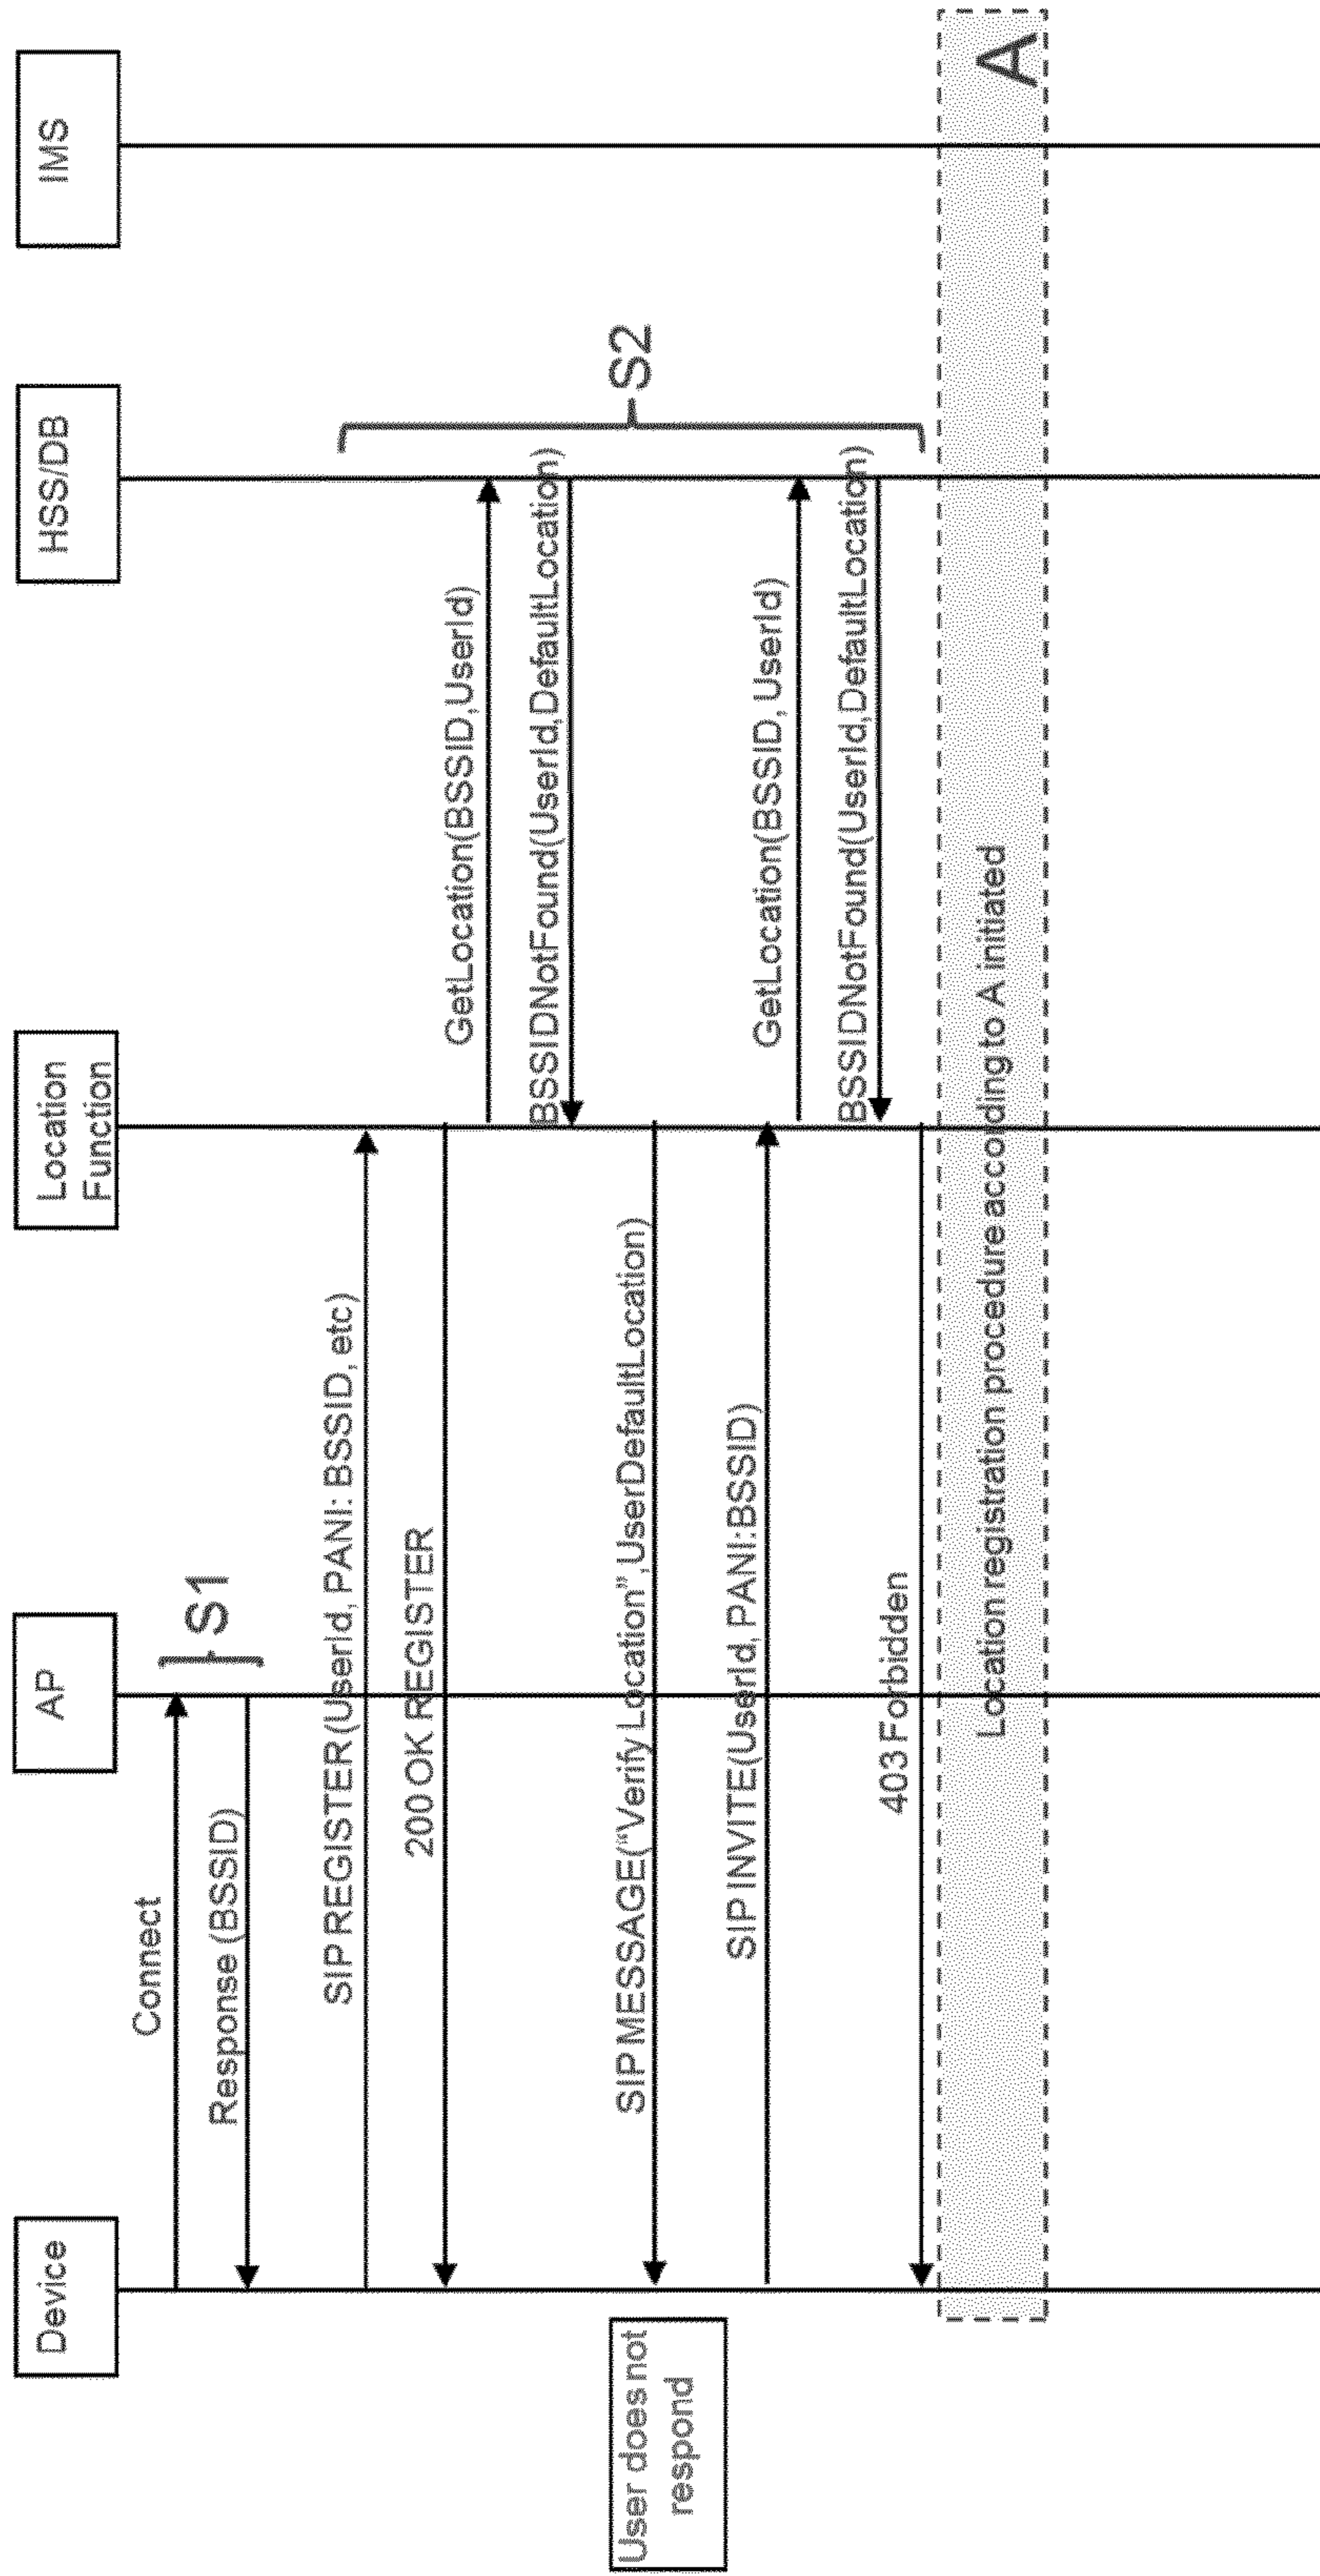 Device
AP
Location
Function
HSS/DB
IMS
Connect
S1
Response (BSSID)
SIP REGISTER (UserId, PANI: BSSID, etc)
200 OK REGISTER
GetLocation(BSSID,UserId)
BSSIDNotFound(UserId,DefaultLocation)
S2
User does not
respond
SIP MESSAGE(“Verify Location”,UserDefaultLocation)
SIP INVITE(UserId, PANI:BSSID)
GetLocation(BSSID, UserId)
BSSIDNotFound(UserId,DefaultLocation)
403 Forbidden
Location registration procedure according to A initiated
A